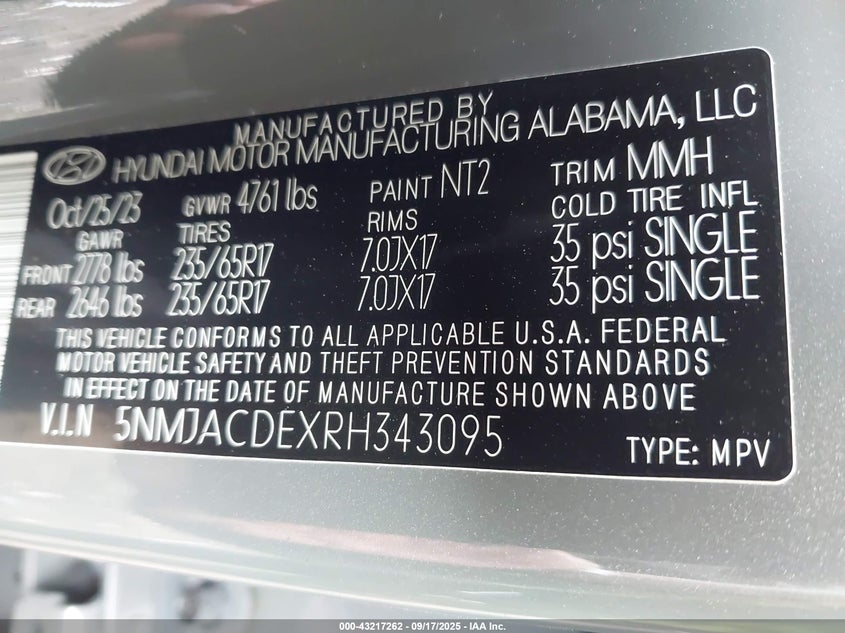 MANUFACTURED BY
HYUNDAI MOTOR MANUFACTURING ALABAMA, LLC
Oct/25/23 GVWR 4761 lbs PAINT NT2 TRIM MMH
GAWR TIRES RIMS COLD TIRE INFL
FRONT 2778 lbs 235/65R17 7.0JX17 35 psi SINGLE
REAR 2646 lbs 235/65R17 7.0JX17 35 psi SINGLE
THIS VEHICLE CONFORMS TO ALL APPLICABLE U.S.A. FEDERAL
MOTOR VEHICLE SAFETY AND THEFT PREVENTION STANDARDS
IN EFFECT ON THE DATE OF MANUFACTURE SHOWN ABOVE
V.I.N 5NMJACDEXRH343095
TYPE: MPV
000-43217262 - 09/17/2025 - IAA Inc.